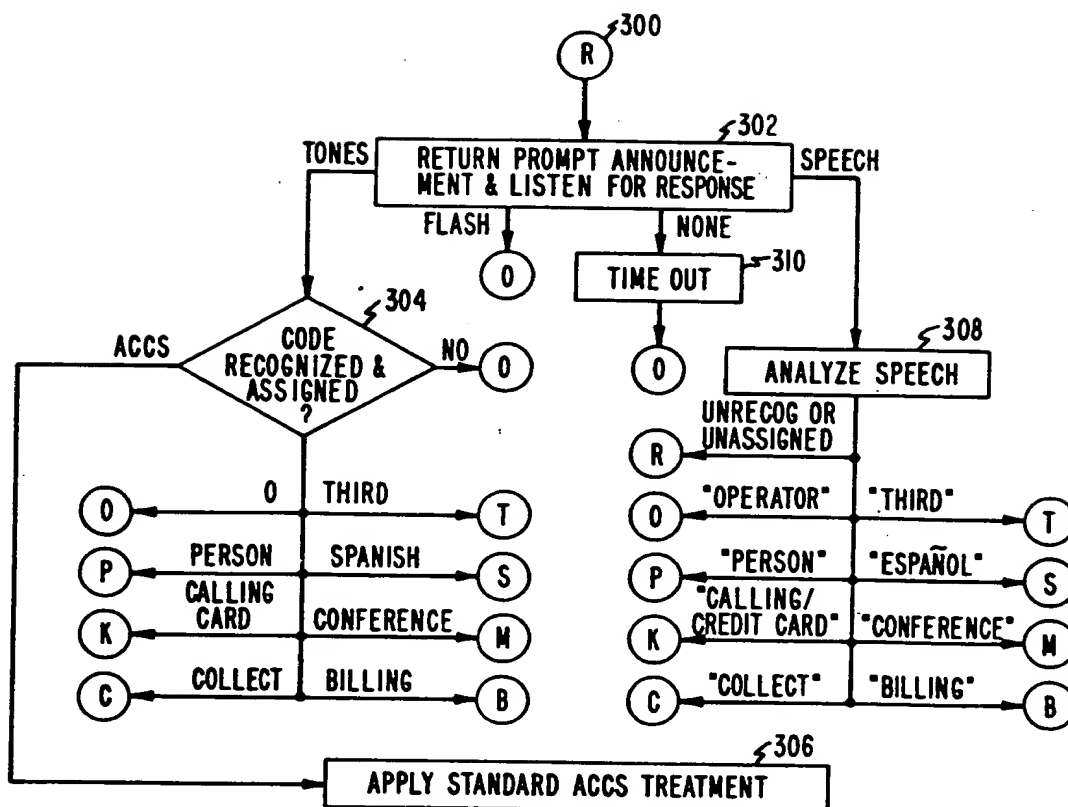 300
R
302
TONES
RETURN PROMPT ANNOUNCE-
MENT & LISTEN FOR RESPONSE
SPEECH
FLASH
NONE
O
310
TIME OUT
304
ACCS
CODE
RECOGNIZED &
ASSIGNED
?
NO
O
O
308
ANALYZE SPEECH
UNRECOG OR
UNASSIGNED
R
O
O
THIRD
T
O
"OPERATOR"
"THIRD"
T
P
PERSON
SPANISH
S
P
"PERSON"
"ESPAÑOL"
S
K
CALLING
CARD
CONFERENCE
M
K
"CALLING/
CREDIT CARD"
"CONFERENCE"
M
C
COLLECT
BILLING
B
C
"COLLECT"
"BILLING"
B
306
APPLY STANDARD ACCS TREATMENT